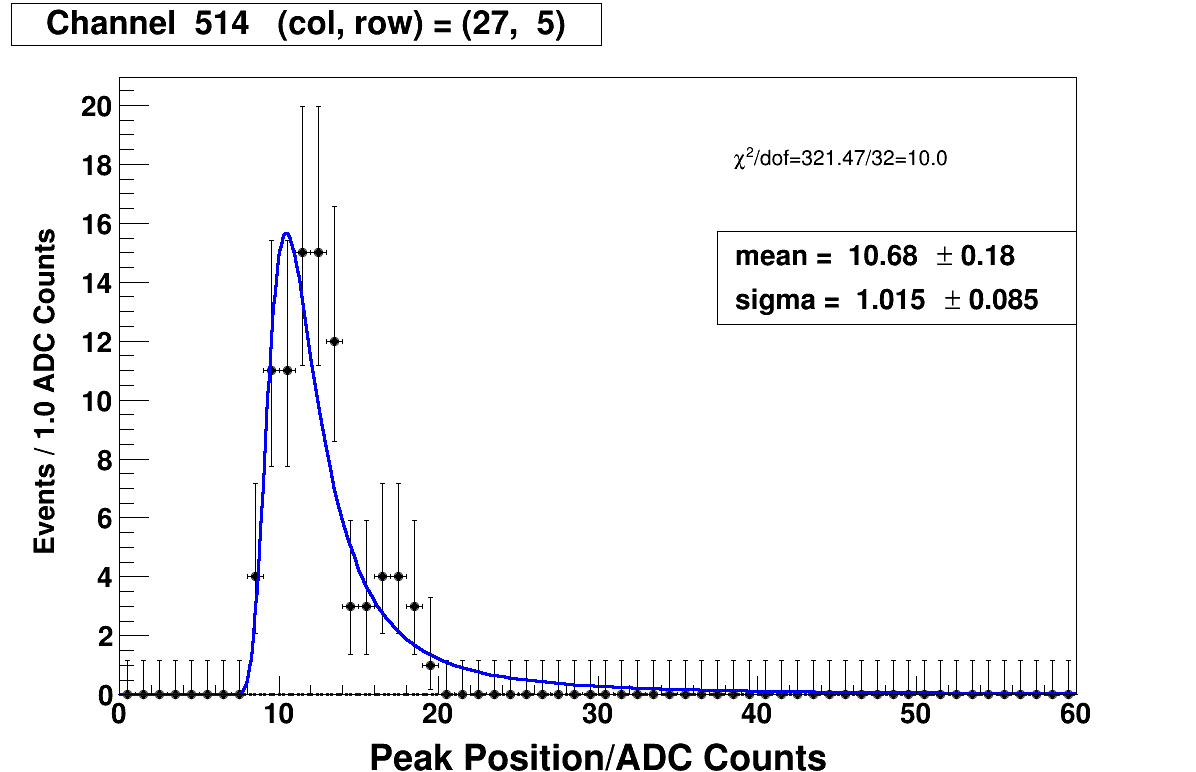 Channel 514 (col, row) = (27, 5)
χ²/dof=321.47/32=10.0
mean = 10.68 ± 0.18
sigma = 1.015 ± 0.085
Events / 1.0 ADC Counts
20
18
16
14
12
10
8
6
4
2
0
0 10 20 30 40 50 60
Peak Position/ADC Counts